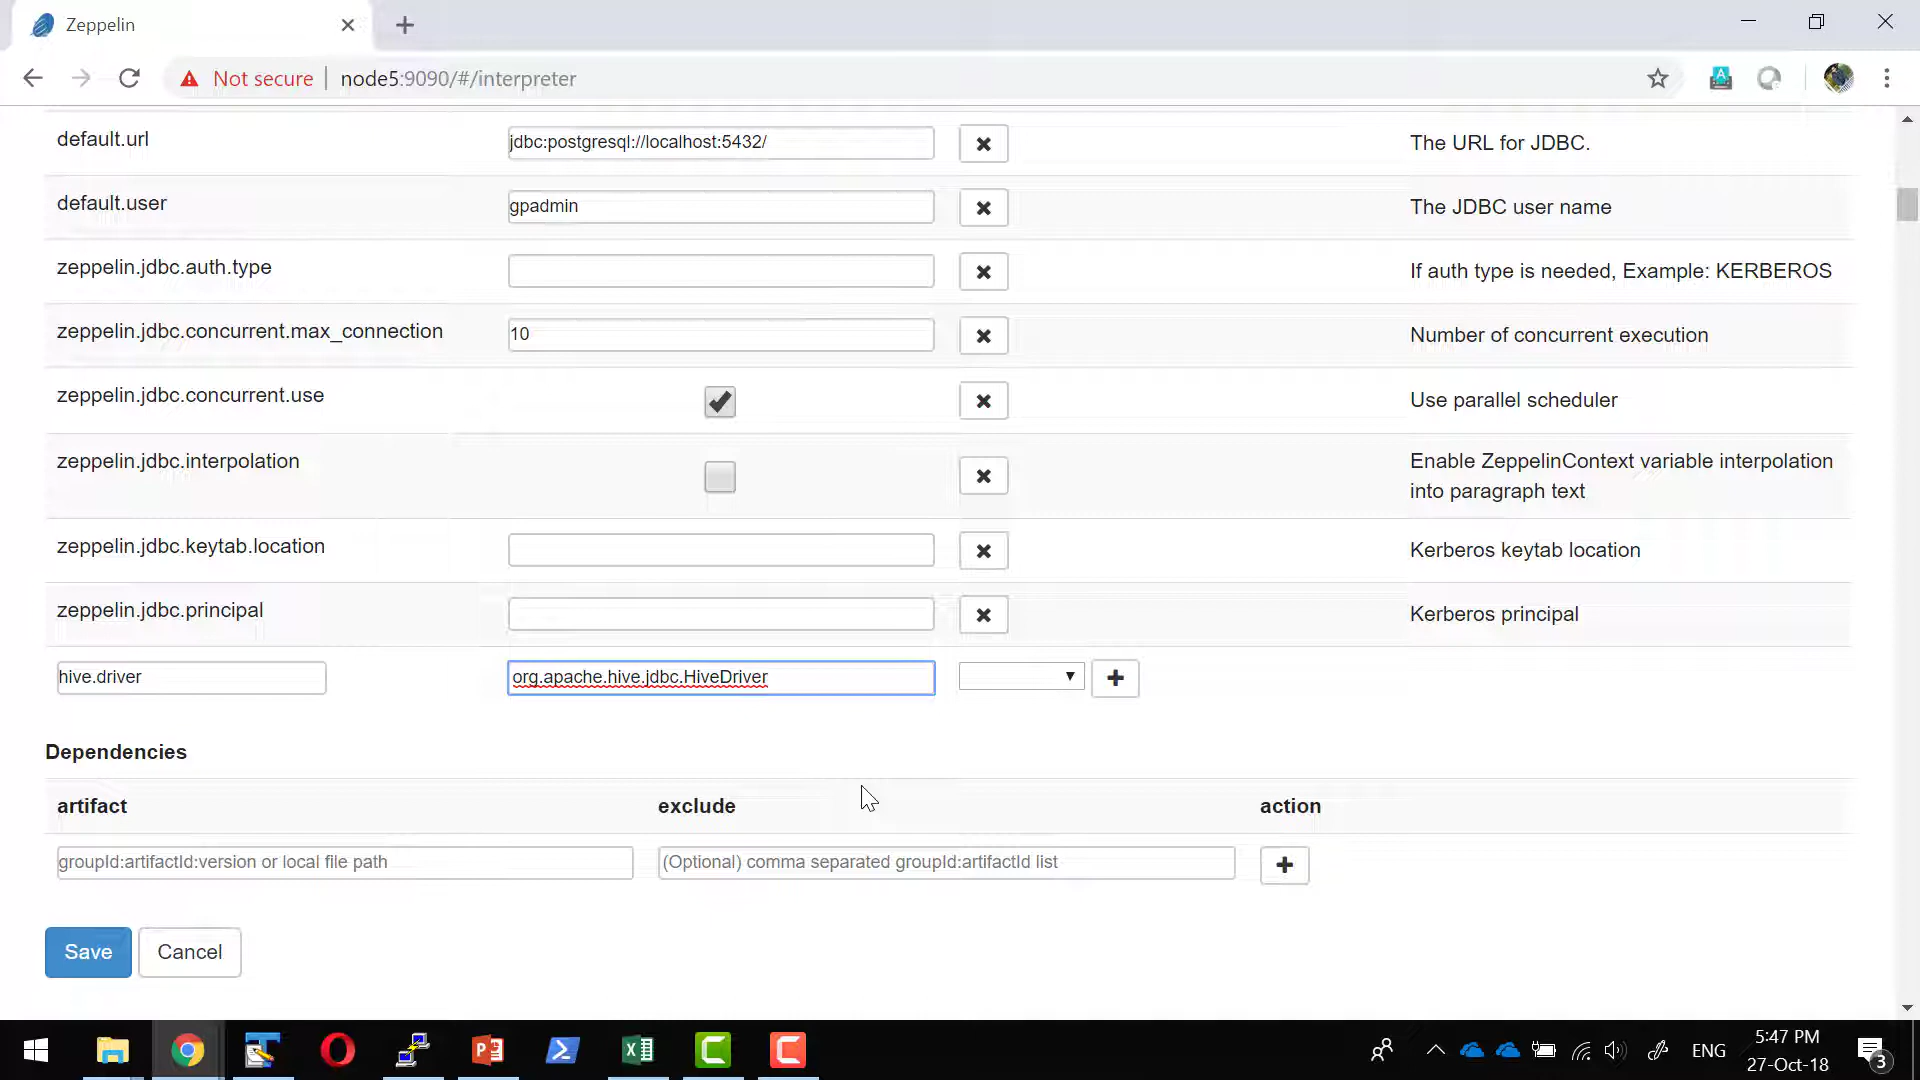 Zeppelin
Not secure
node5:9090/#/interpreter
default.url
jdbc:postgresql://localhost:5432/
The URL for JDBC.
default.user
gpadmin
The JDBC user name
zeppelin.jdbc.auth.type
If auth type is needed, Example: KERBEROS
zeppelin.jdbc.concurrent.max_connection
10
Number of concurrent execution
zeppelin.jdbc.concurrent.use
Use parallel scheduler
zeppelin.jdbc.interpolation
Enable ZeppelinContext variable interpolation
into paragraph text
zeppelin.jdbc.keytab.location
Kerberos keytab location
zeppelin.jdbc.principal
Kerberos principal
hive.driver
org.apache.hive.jdbc.HiveDriver
Dependencies
artifact
exclude
action
groupId:artifactId:version or local file path
(Optional) comma separated groupId:artifactId list
Save
Cancel
ENG
5:47 PM
27-Oct-18
3